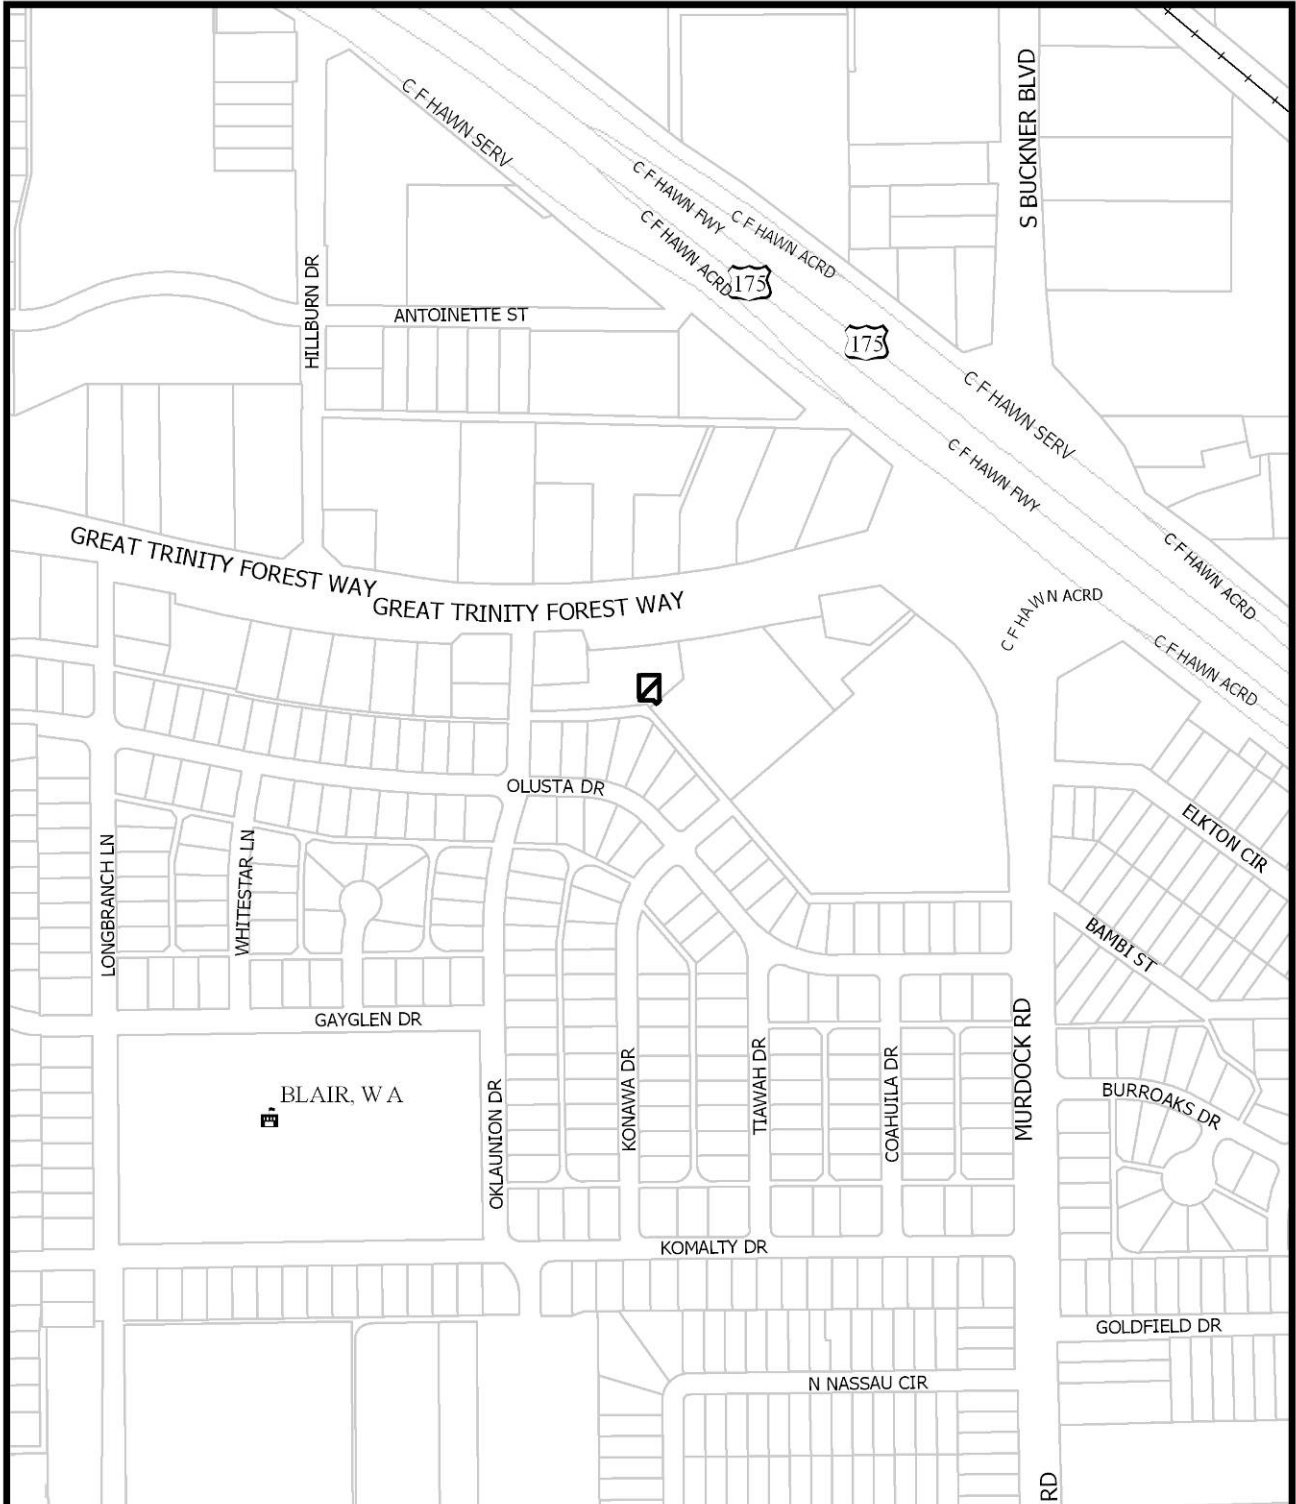 S BUCKNER BLVD
C F HAWN SERV
C F HAWN FWY
C F HAWN ACRD
C F HAWN ACRD
175
HILLBURN DR
ANTOINETTE ST
175
C F HAWN SERV
C F HAWN FWY
GREAT TRINITY FOREST WAY
GREAT TRINITY FOREST WAY
C F HAWN ACRD
C F HAWN ACRD
C F HAWN ACRD
OLUSTA DR
ELKTON CIR
LONGBRANCH LN
WHITESTAR LN
BAMBI ST
GAYGLEN DR
MURDOCK RD
BLAIR, W A
OKLAUNION DR
KONAWA DR
TIAWAH DR
COAHUILA DR
BURROAKS DR
KOMALTY DR
GOLDFIELD DR
N NASSAU CIR
RD